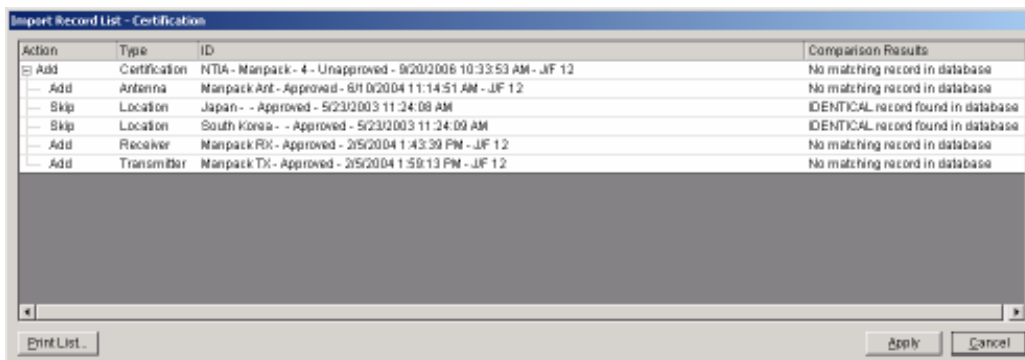 Import Record List - Certification
Action Type ID Comparison Results
Add Certification NTIA - Manpack - 4 - Unapproved - 9/20/2006 10:33:53 AM - J/F 12 No matching record in database
Add Antenna Manpack Ant - Approved - 6/10/2004 11:14:51 AM - J/F 12 No matching record in database
Skip Location Japan - - Approved - 5/23/2003 11:24:08 AM IDENTICAL record found in database
Skip Location South Korea - - Approved - 5/23/2003 11:24:09 AM IDENTICAL record found in database
Add Receiver Manpack RX - Approved - 2/5/2004 1:43:39 PM - J/F 12 No matching record in database
Add Transmitter Manpack TX - Approved - 2/5/2004 1:59:13 PM - J/F 12 No matching record in database
Print List... Apply Cancel